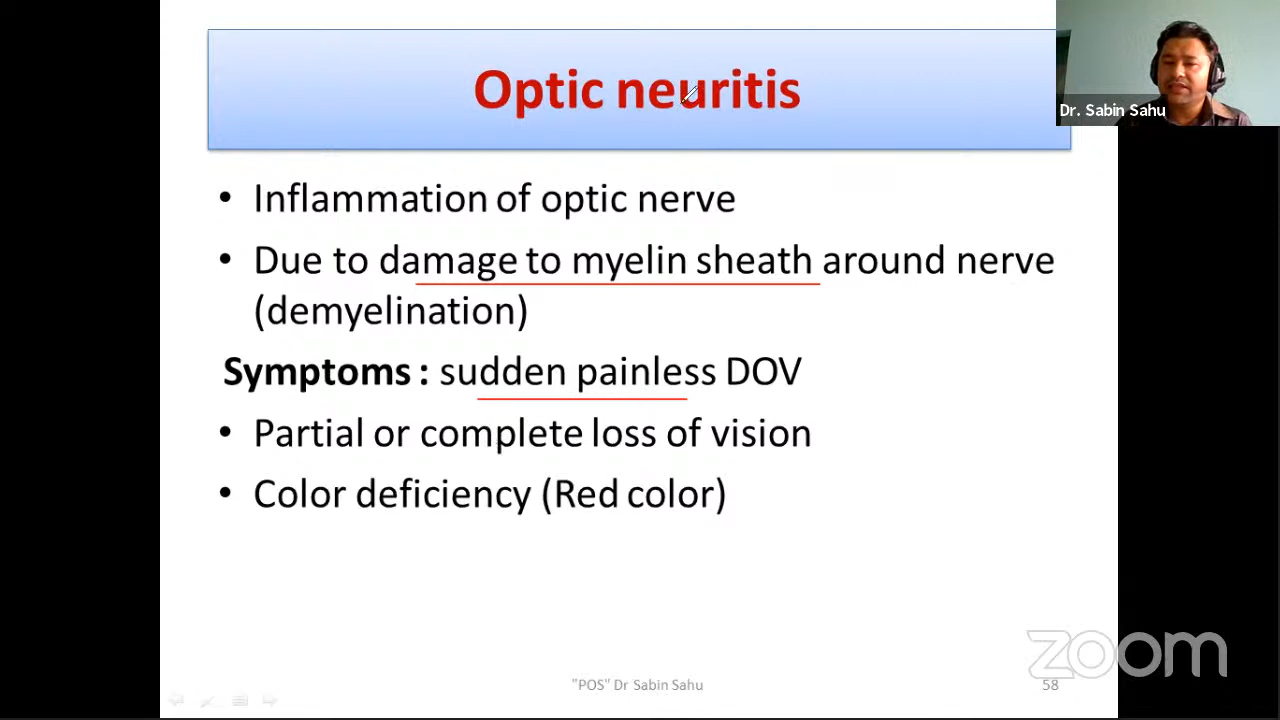 Optic neuritis
Dr. Sabin Sahu
• Inflammation of optic nerve
• Due to damage to myelin sheath around nerve
(demyelination)
Symptoms : sudden painless DOV
• Partial or complete loss of vision
• Color deficiency (Red color)
zoom
"POS" Dr Sabin Sahu
58